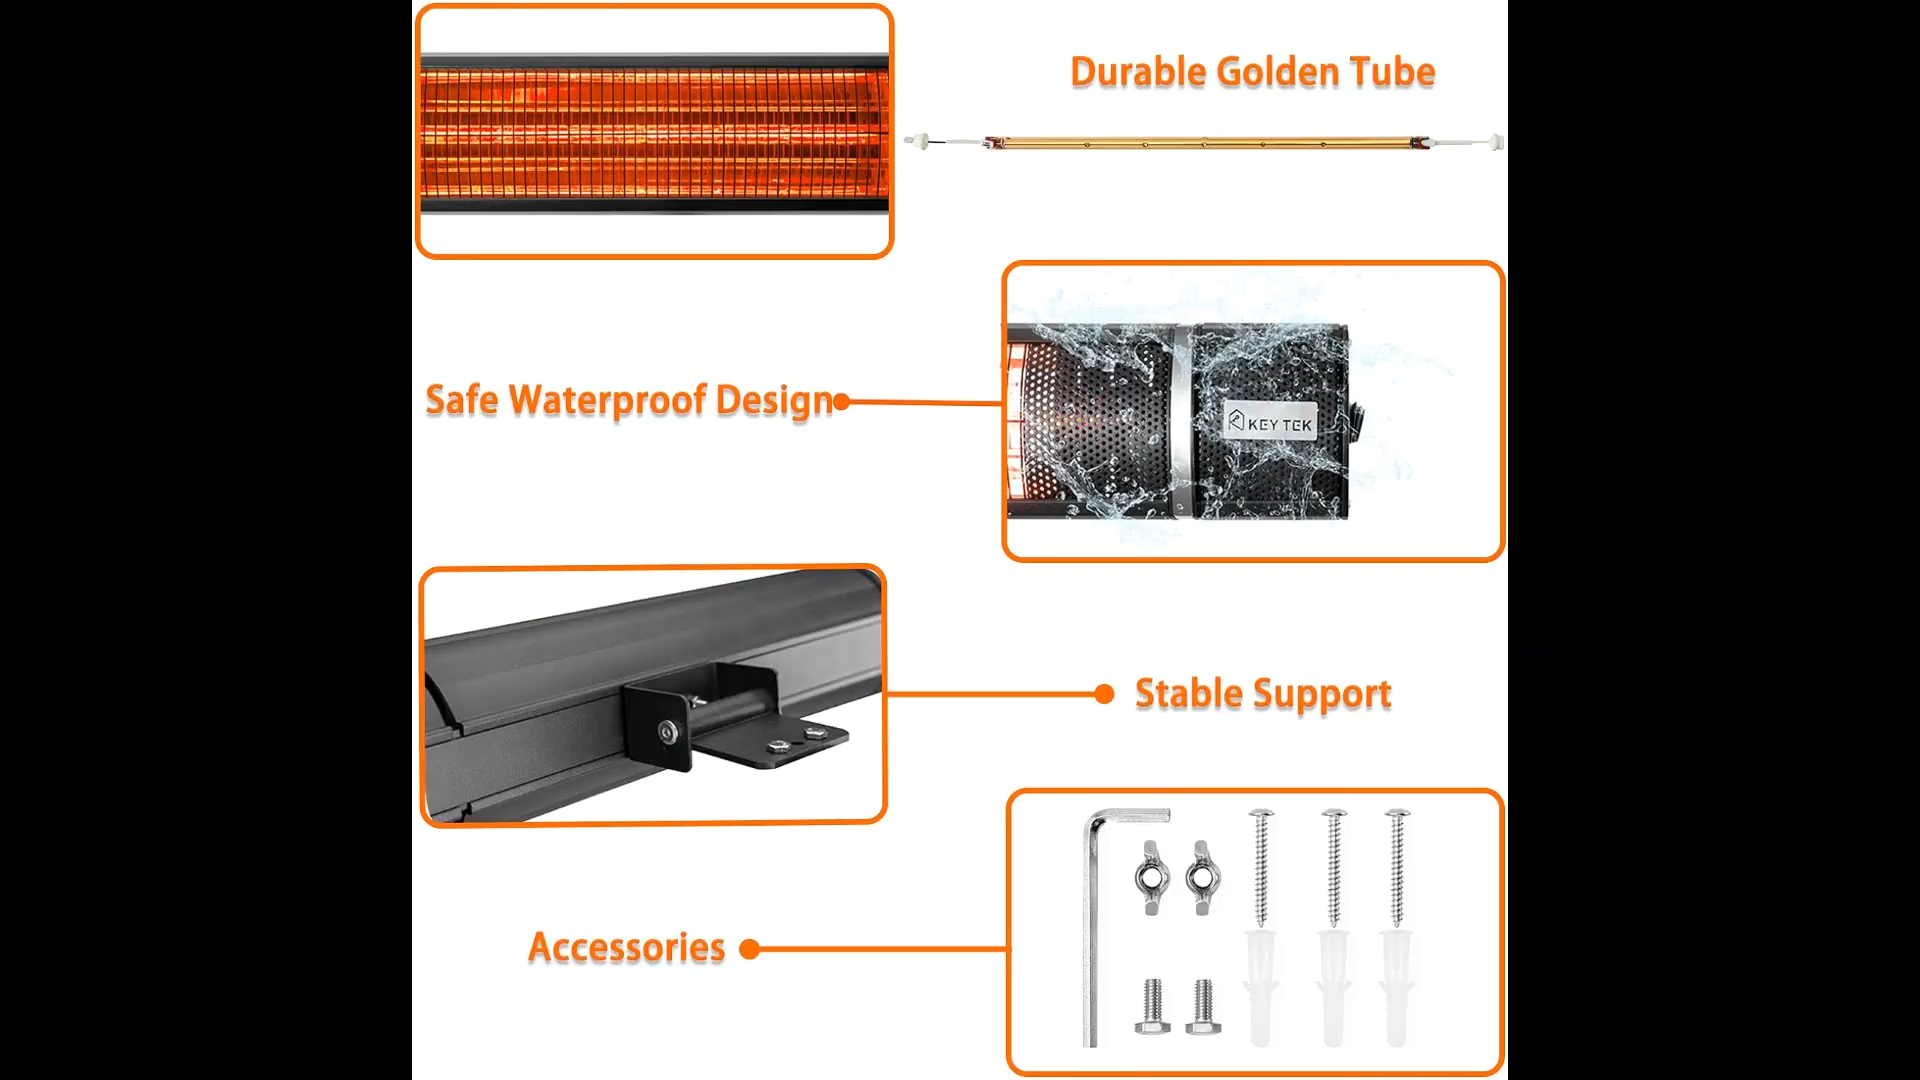 Durable Golden Tube
Safe Waterproof Design
KEY TEK
Stable Support
Accessories